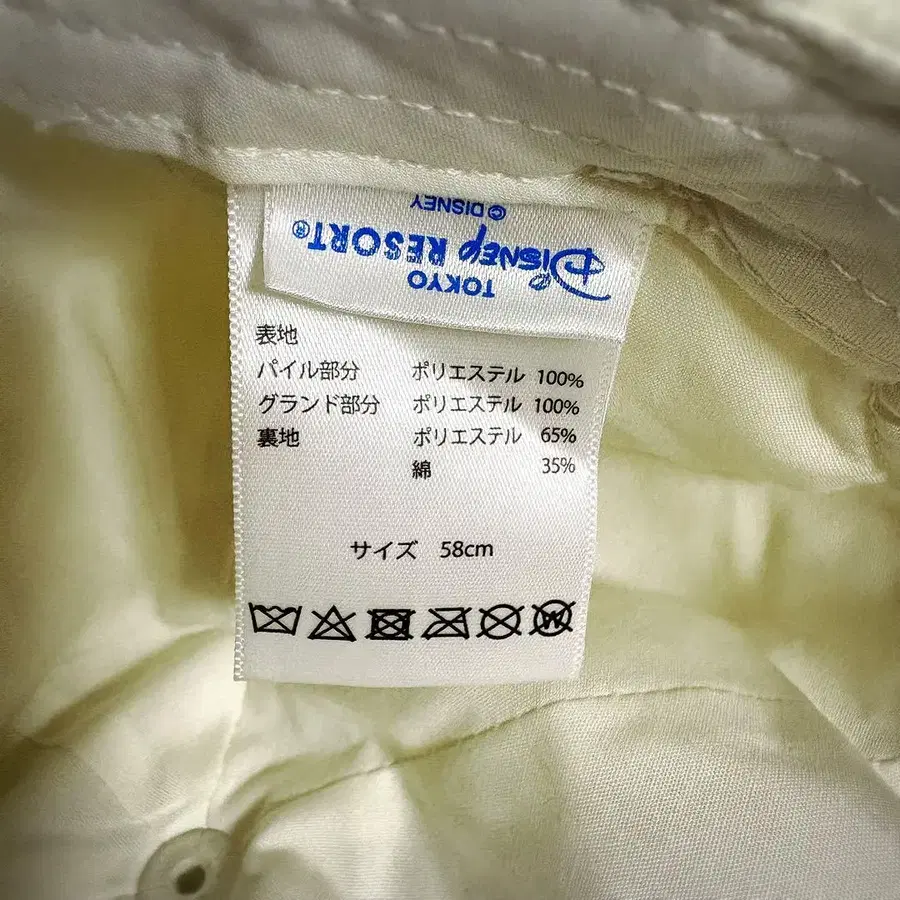 TOKYO
DISNEY RESORT®
© DISNEY
表地
パイル部分 ポリエステル 100%
グランド部分 ポリエステル 100%
裏地 ポリエステル 65%
綿 35%
サイズ 58cm
W